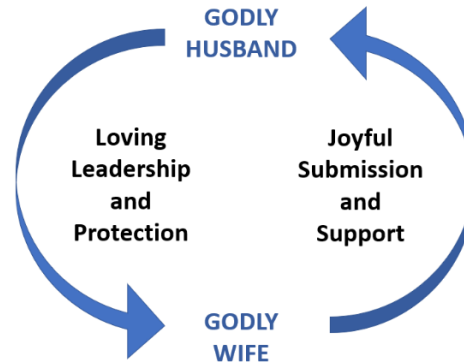 GODLY
HUSBAND
Loving
Leadership
and
Protection
Joyful
Submission
and
Support
GODLY
WIFE